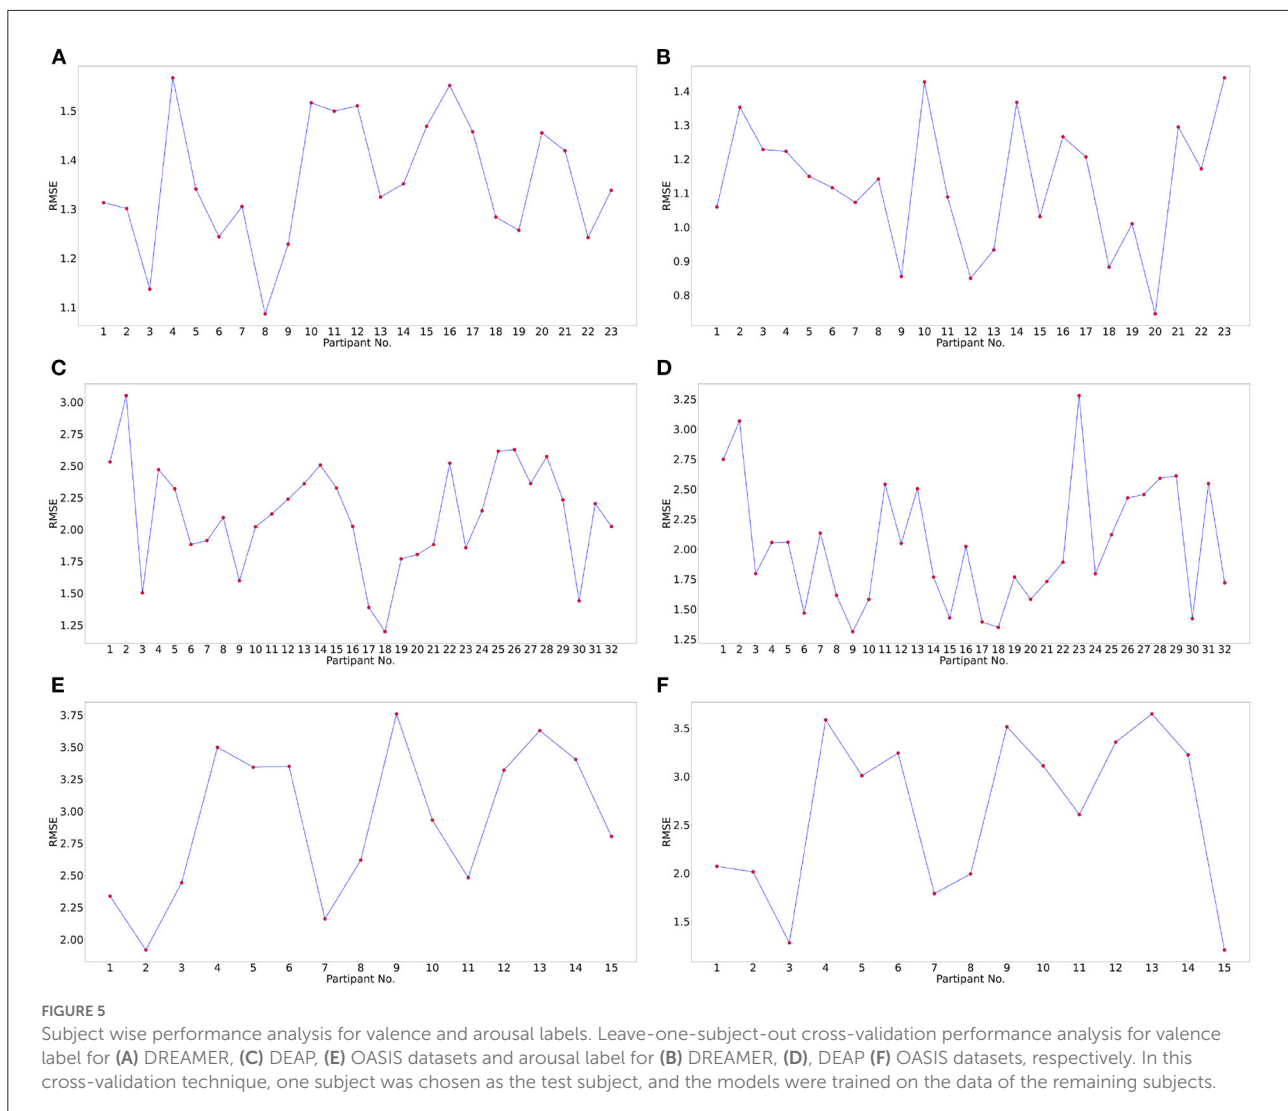 A
RMSE
1.5
1.4
1.3
1.2
1.1
1 2 3 4 5 6 7 8 9 10 11 12 13 14 15 16 17 18 19 20 21 22 23
Partipant No.
B
RMSE
1.4
1.3
1.2
1.1
1.0
0.9
0.8
1 2 3 4 5 6 7 8 9 10 11 12 13 14 15 16 17 18 19 20 21 22 23
Partipant No.
C
RMSE
3.00
2.75
2.50
2.25
2.00
1.75
1.50
1.25
1 2 3 4 5 6 7 8 9 10 11 12 13 14 15 16 17 18 19 20 21 22 23 24 25 26 27 28 29 30 31 32
Partipant No.
D
RMSE
3.25
3.00
2.75
2.50
2.25
2.00
1.75
1.50
1.25
1 2 3 4 5 6 7 8 9 10 11 12 13 14 15 16 17 18 19 20 21 22 23 24 25 26 27 28 29 30 31 32
Partipant No.
E
RMSE
3.75
3.50
3.25
3.00
2.75
2.50
2.25
2.00
1 2 3 4 5 6 7 8 9 10 11 12 13 14 15
Partipant No.
F
RMSE
3.5
3.0
2.5
2.0
1.5
1 2 3 4 5 6 7 8 9 10 11 12 13 14 15
Partipant No.
FIGURE 5
Subject wise performance analysis for valence and arousal labels. Leave-one-subject-out cross-validation performance analysis for valence
label for (A) DREAMER, (C) DEAP, (E) OASIS datasets and arousal label for (B) DREAMER, (D), DEAP (F) OASIS datasets, respectively. In this
cross-validation technique, one subject was chosen as the test subject, and the models were trained on the data of the remaining subjects.